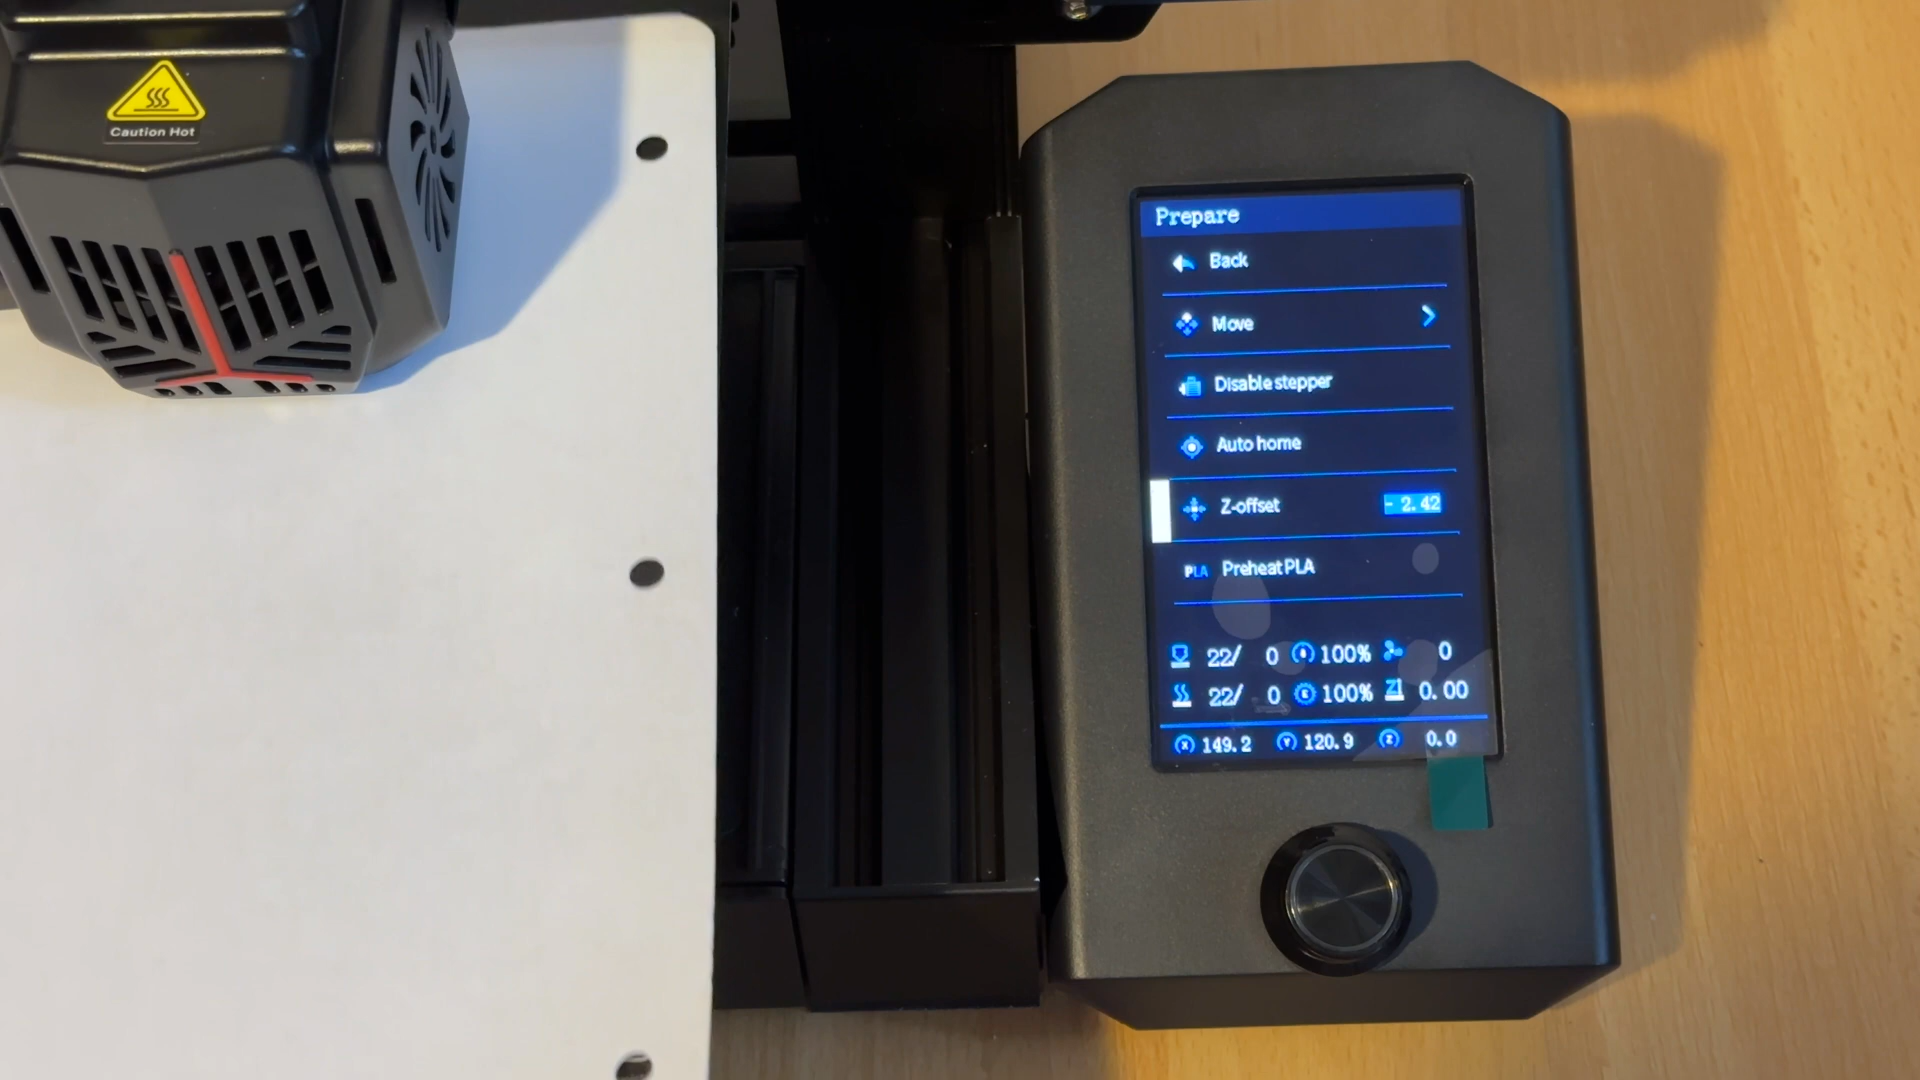 Caution Hot
Prepare
Back
Move
Disable stepper
Auto home
Z-offset - 2.42
PLA Preheat PLA
22/ 0 100% 0
22/ 0 E 100% Z 0.00
X 149.2 Y 120.9 Z 0.0